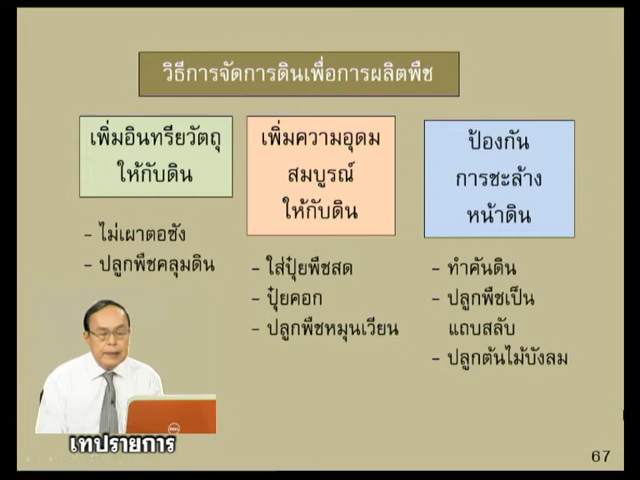 วิธีการจัดการดินเพื่อการผลิตพืช
เพิ่มอินทรียวัตถุ
ให้กับดิน
- ไม่เผาตอซัง
- ปลูกพืชคลุมดิน
เพิ่มความอุดม
สมบูรณ์
ให้กับดิน
- ใส่ปุ๋ยพืชสด
- ปุ๋ยคอก
- ปลูกพืชหมุนเวียน
ป้องกัน
การชะล้าง
หน้าดิน
- ทำคันดิน
- ปลูกพืชเป็น
แถบสลับ
- ปลูกต้นไม้บังลม
DELL
เทปรายการ
67